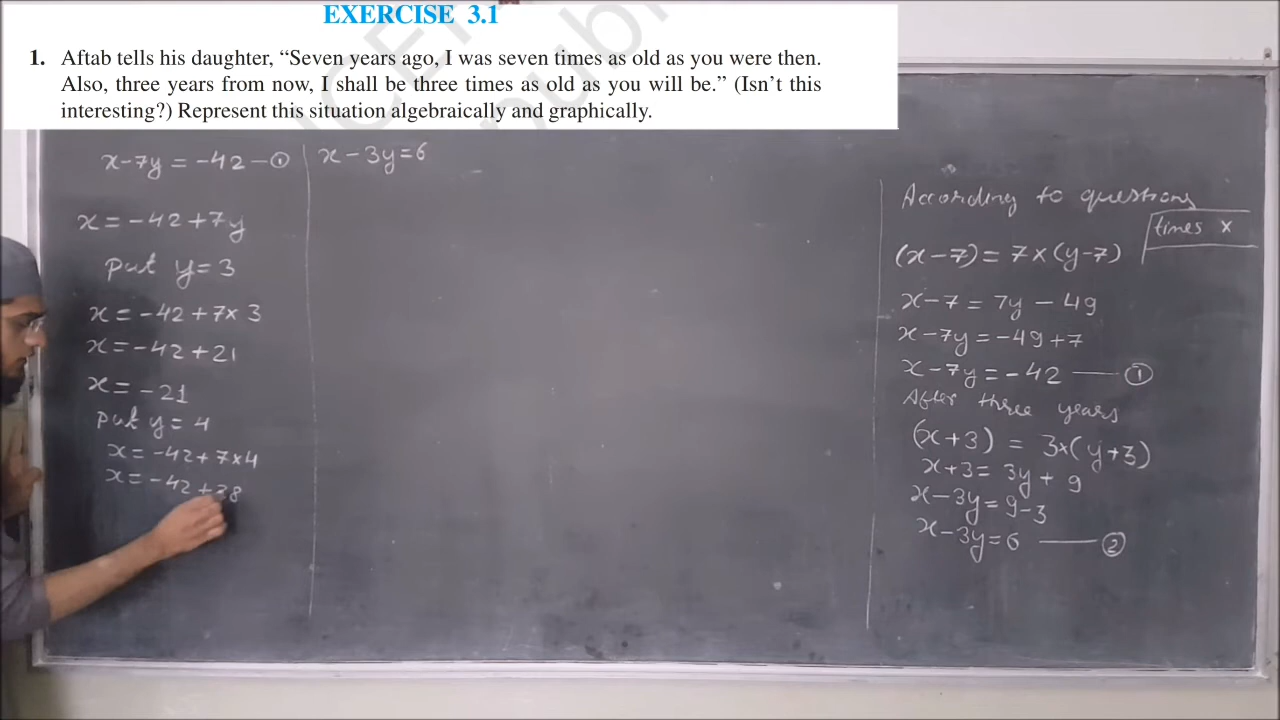 EXERCISE 3.1
1. Aftab tells his daughter, “Seven years ago, I was seven times as old as you were then.
Also, three years from now, I shall be three times as old as you will be.” (Isn’t this
interesting?) Represent this situation algebraically and graphically.
x-7y = -42 — ①
x = -42+7y
Put y=3
x = -42+7×3
x = -42+21
x = -21
Put y = 4
x = -42+7×4
x = -42+28
x - 3y = 6
According to questions
times ×
(x-7) = 7×(y-7)
x-7 = 7y - 49
x-7y = -49+7
x-7y = -42 — ①
After three years
(x+3) = 3×(y+3)
x+3 = 3y + 9
x-3y = 9-3
x-3y = 6 — ②